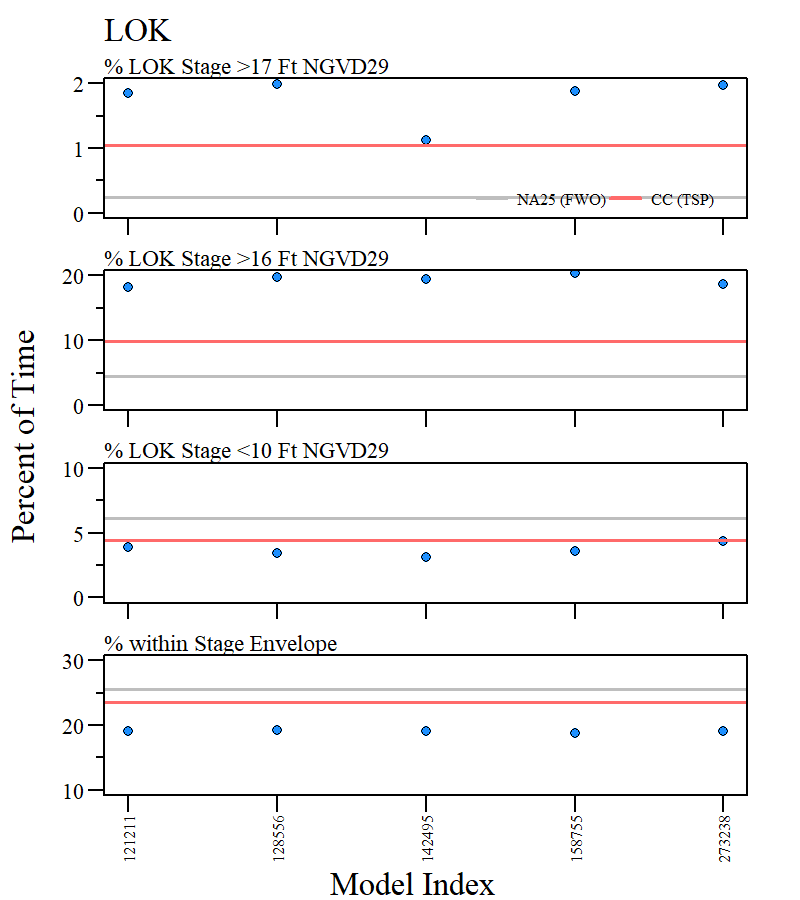 LOK
% LOK Stage >17 Ft NGVD29
2
1
0
NA25 (FWO) CC (TSP)
% LOK Stage >16 Ft NGVD29
20
10
0
% LOK Stage <10 Ft NGVD29
10
5
0
% within Stage Envelope
30
20
10
Percent of Time
121211
128556
142495
158755
273238
Model Index